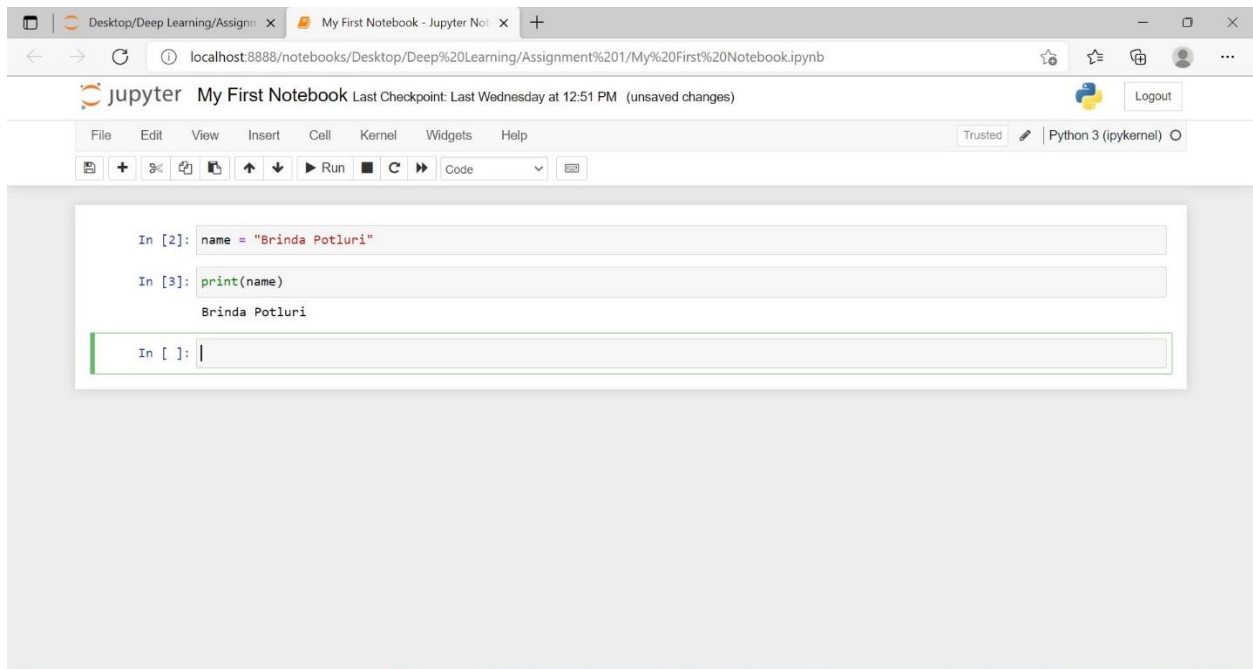 Desktop/Deep Learning/Assignm
My First Notebook - Jupyter Not
localhost:8888/notebooks/Desktop/Deep%20Learning/Assignment%201/My%20First%20Notebook.ipynb
jupyter My First Notebook Last Checkpoint: Last Wednesday at 12:51 PM (unsaved changes)
Logout
File Edit View Insert Cell Kernel Widgets Help
Trusted Python 3 (ipykernel)
Run Code
In [2]: name = "Brinda Potluri"
In [3]: print(name)
Brinda Potluri
In [ ]: